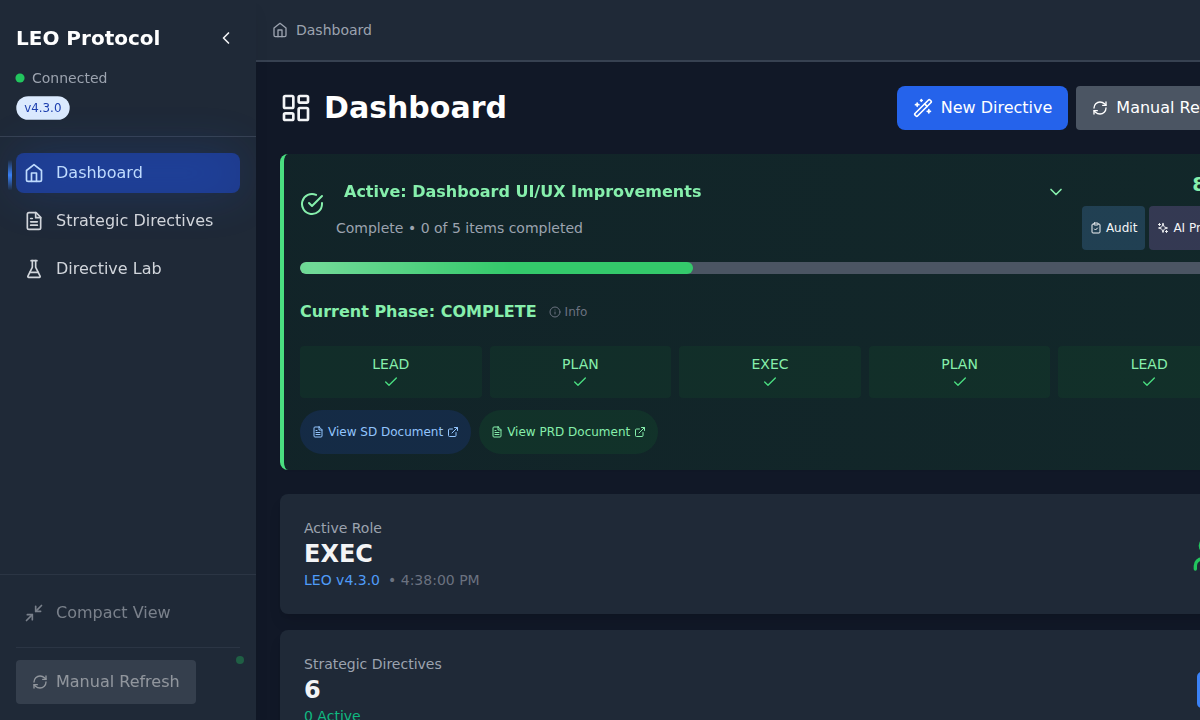 LEO Protocol
Connected
v4.3.0
Dashboard
Strategic Directives
Directive Lab
Compact View
Manual Refresh
Dashboard
Dashboard
New Directive
Manual Re
Active: Dashboard UI/UX Improvements
8
Complete • 0 of 5 items completed
Audit
AI Pr
Current Phase: COMPLETE
Info
LEAD
PLAN
EXEC
PLAN
LEAD
View SD Document
View PRD Document
Active Role
EXEC
LEO v4.3.0 • 4:38:00 PM
Strategic Directives
6
0 Active